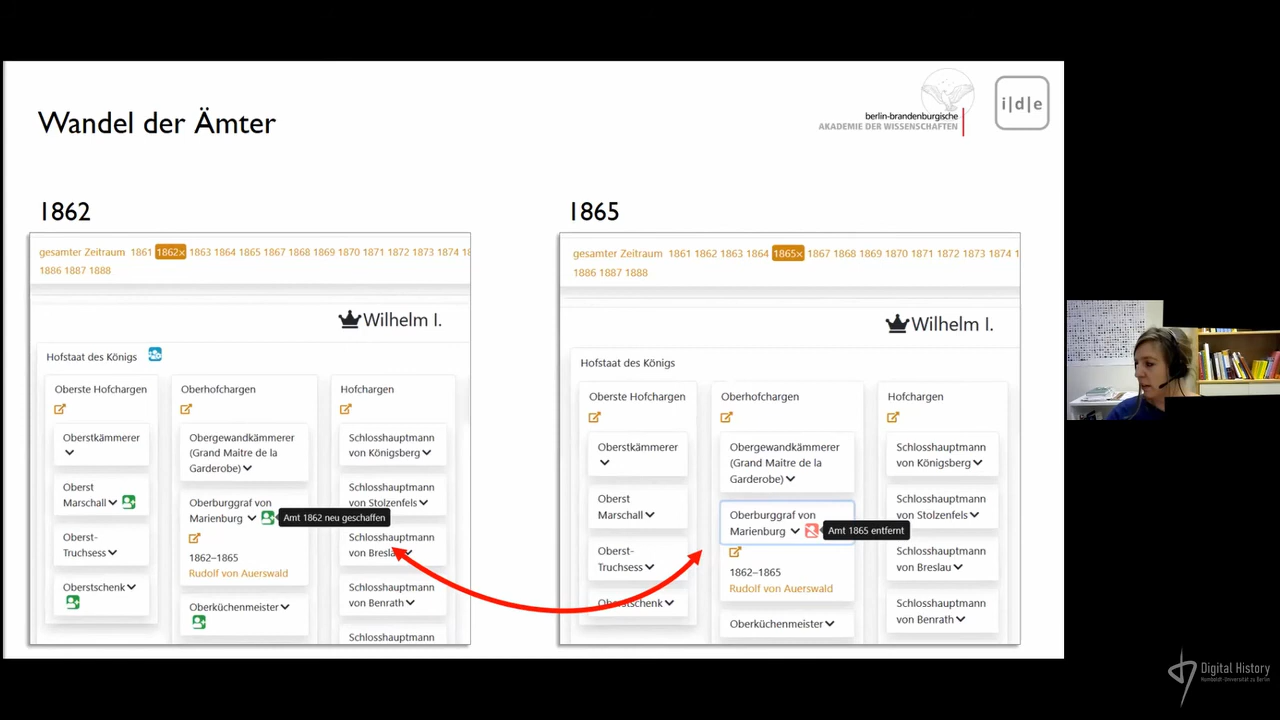 Wandel der Ämter
berlin-brandenburgische
AKADEMIE DER WISSENSCHAFTEN
i|d|e
1862
gesamter Zeitraum 1861 1862× 1863 1864 1865 1867 1868 1869 1870 1871 1872 1873 1874
1886 1887 1888
Wilhelm I.
Hofstaat des Königs
Oberste Hofchargen
Oberstkämmerer
Oberst
Marschall
Oberst-
Truchsess
Oberstschenk
Oberhofchargen
Obergewandkämmerer
(Grand Maitre de la
Garderobe)
Oberburggraf von
Marienburg
Amt 1862 neu geschaffen
1862–1865
Rudolf von Auerswald
Oberküchenmeister
Hofchargen
Schlosshauptmann
von Königsberg
Schlosshauptmann
von Stolzenfels
Schlosshauptmann
von Breslau
Schlosshauptmann
von Benrath
Schlosshauptmann
1865
gesamter Zeitraum 1861 1862 1863 1864 1865× 1867 1868 1869 1870 1871 1872 1873 1874 1
1886 1887 1888
Wilhelm I.
Hofstaat des Königs
Oberste Hofchargen
Oberstkämmerer
Oberst
Marschall
Oberst-
Truchsess
Oberstschenk
Oberhofchargen
Obergewandkämmerer
(Grand Maitre de la
Garderobe)
Oberburggraf von
Marienburg
Amt 1865 entfernt
1862–1865
Rudolf von Auerswald
Oberküchenmeister
Hofchargen
Schlosshauptmann
von Königsberg
Schlosshauptmann
von Stolzenfels
Schlosshauptmann
von Breslau
Schlosshauptmann
von Benrath
Digital History
Humboldt-Universität zu Berlin